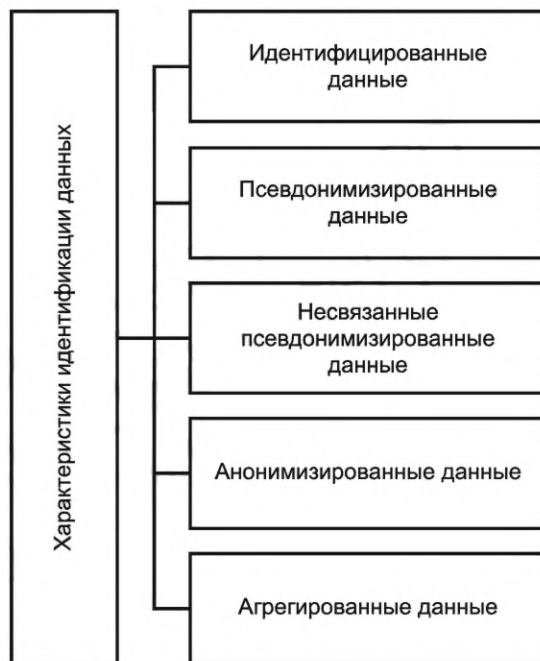 Характеристики идентификации данных
Идентифицированные
данные
Псевдонимизированные
данные
Несвязанные
псевдонимизированные
данные
Анонимизированные данные
Агрегированные данные